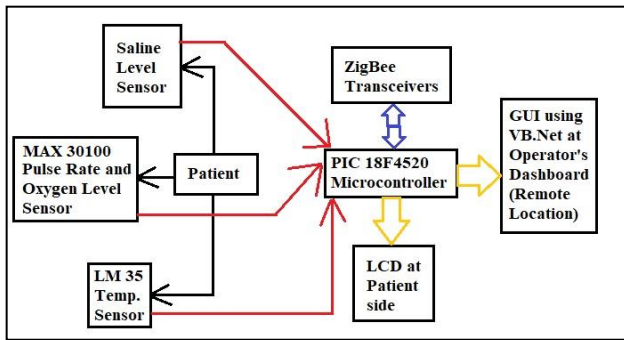 Saline
Level
Sensor
ZigBee
Transceivers
GUI using
VB.Net at
Operator's
Dashboard
(Remote
Location)
MAX 30100
Pulse Rate and
Oxygen Level
Sensor
Patient
PIC 18F4520
Microcontroller
LM 35
Temp.
Sensor
LCD at
Patient
side